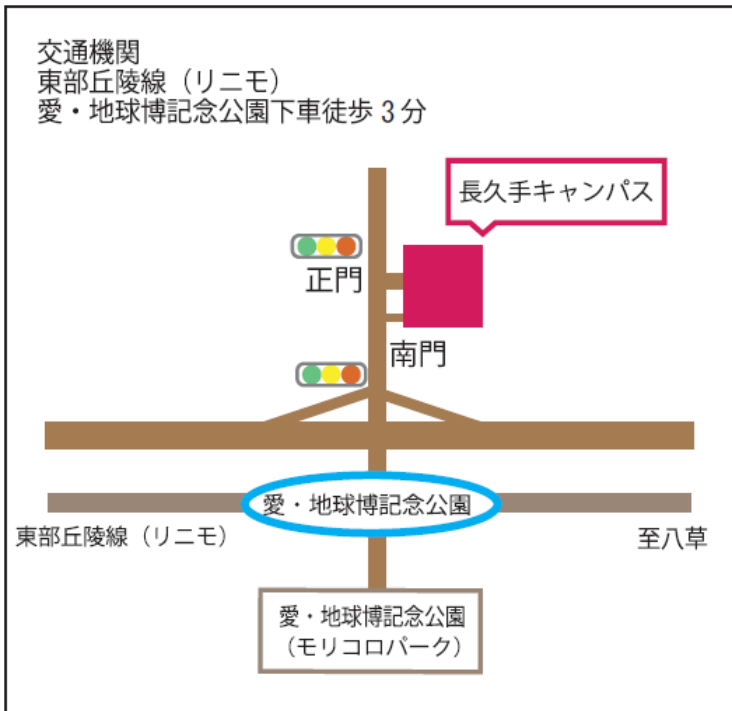 交通機関
東部丘陵線（リニモ）
愛・地球博記念公園下車徒歩 3 分
長久手キャンパス
正門
南門
愛・地球博記念公園
東部丘陵線（リニモ）
至八草
愛・地球博記念公園
（モリコロパーク）